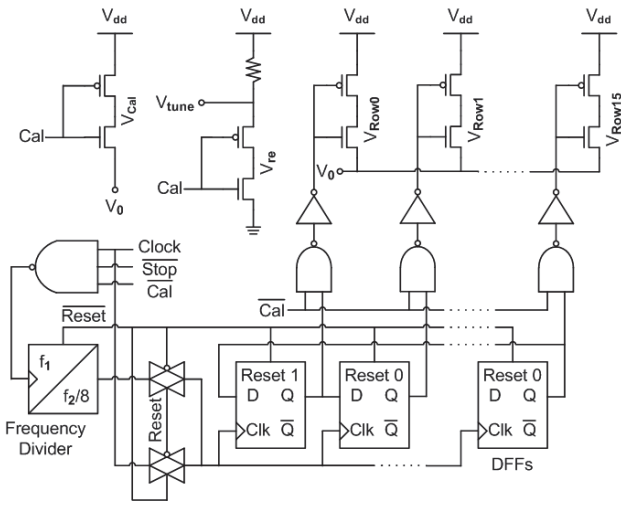 Vdd Vdd Vdd Vdd Vdd
VCal Vtune VRow0 VRow1 VRow15
Cal Vre
Cal V0
V0
Clock
Stop
Cal
Reset Cal
f1
f2/8
Frequency
Divider
Reset
Reset 1 Reset 0 Reset 0
D Q D Q D Q
Clk Q Clk Q Clk Q
DFFs